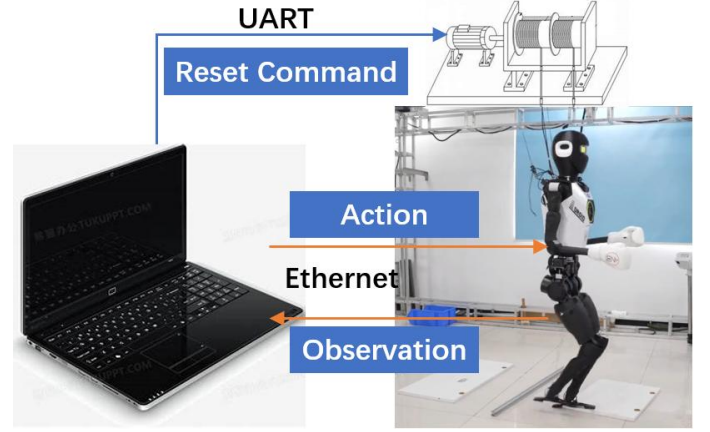 UART
Reset Command
Action
Ethernet
Observation